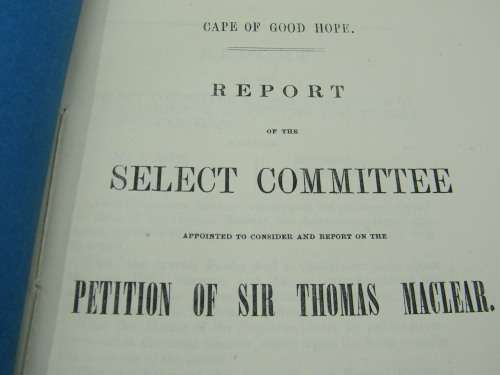 CAPE OF GOOD HOPE.
REPORT
OF THE
SELECT COMMITTEE
APPOINTED TO CONSIDER AND REPORT ON THE
PETITION OF SIR THOMAS MACLEAR.